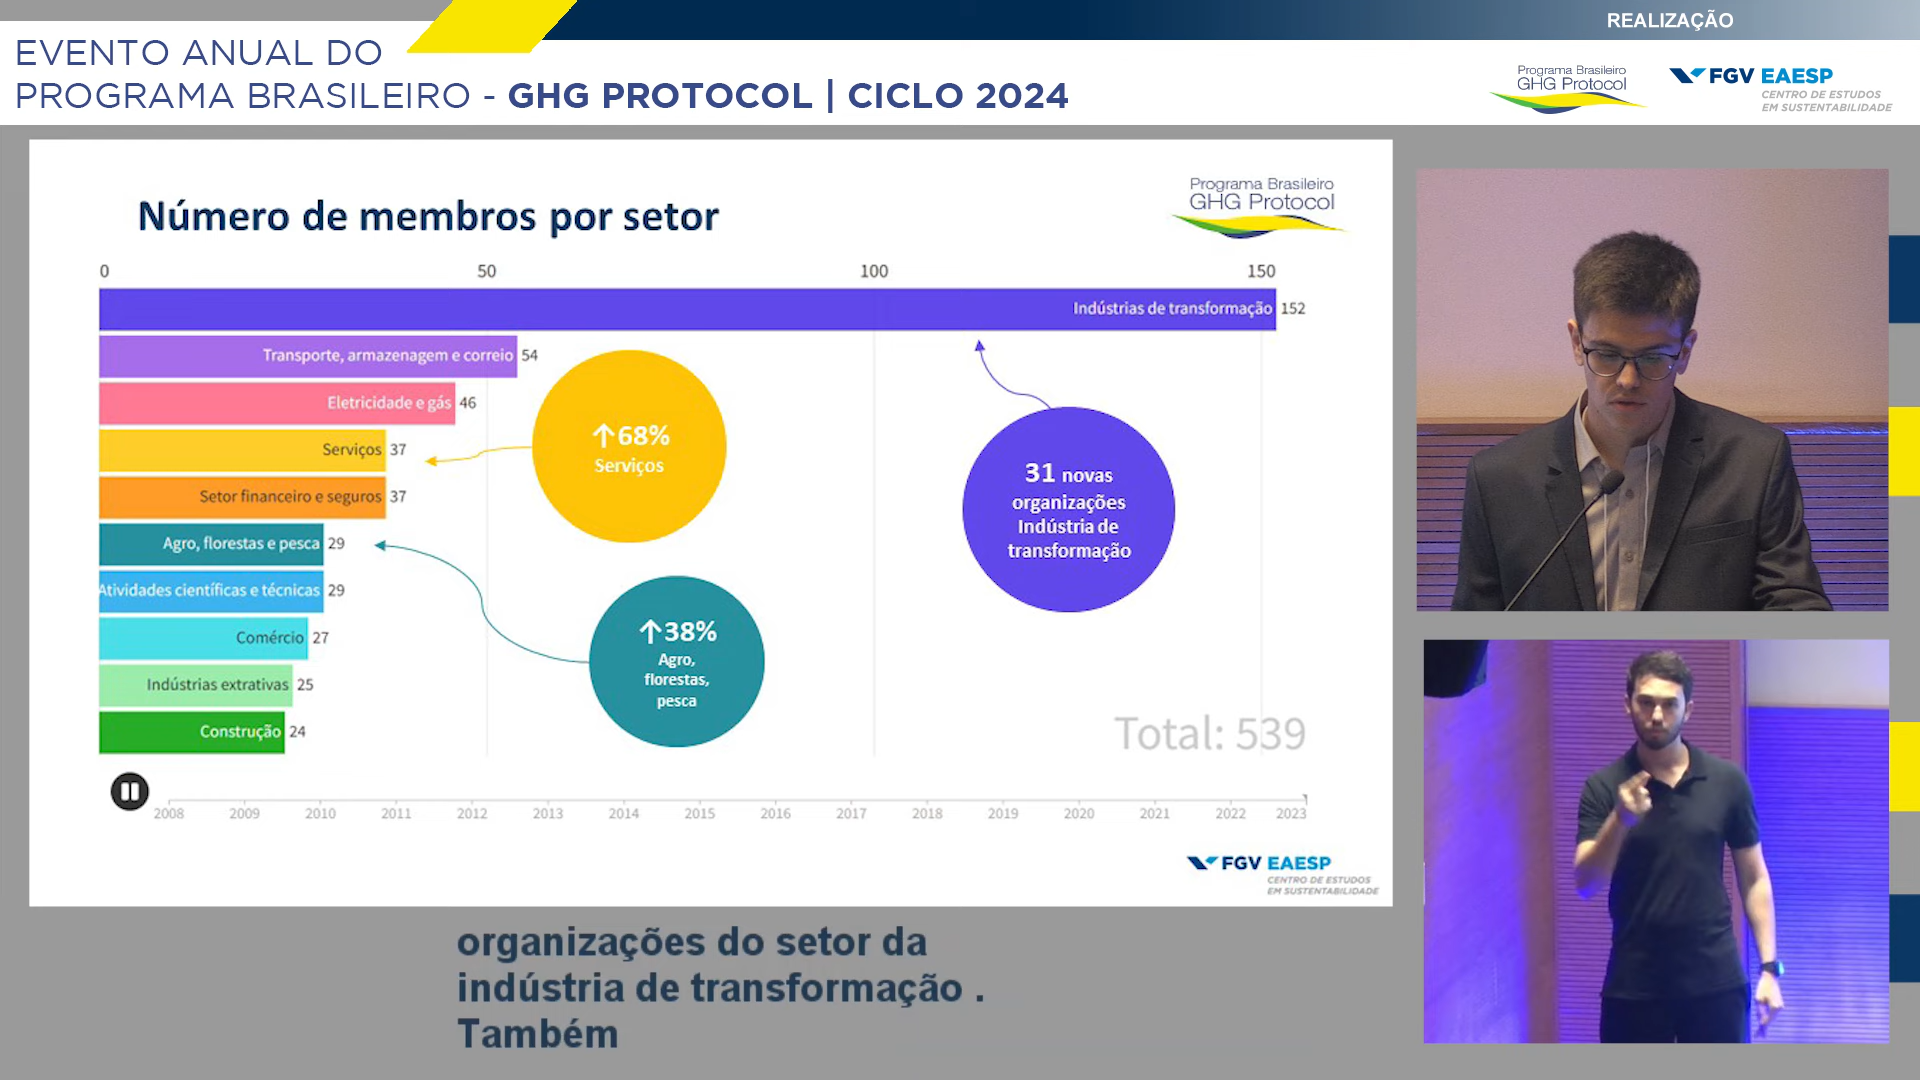 REALIZAÇÃO
EVENTO ANUAL DO
PROGRAMA BRASILEIRO - GHG PROTOCOL | CICLO 2024
Programa Brasileiro
GHG Protocol
FGV EAESP
CENTRO DE ESTUDOS
EM SUSTENTABILIDADE
Número de membros por setor
Programa Brasileiro
GHG Protocol
0 50 100 150
Indústrias de transformação 152
Transporte, armazenagem e correio 54
Eletricidade e gás 46
Serviços 37
Setor financeiro e seguros 37
Agro, florestas e pesca 29
Atividades científicas e técnicas 29
Comércio 27
Indústrias extrativas 25
Construção 24
↑68%
Serviços
31 novas
organizações
Indústria de
transformação
↑38%
Agro,
florestas,
pesca
Total: 539
2008 2009 2010 2011 2012 2013 2014 2015 2016 2017 2018 2019 2020 2021 2022 2023
FGV EAESP
CENTRO DE ESTUDOS
EM SUSTENTABILIDADE
organizações do setor da
indústria de transformação .
Também